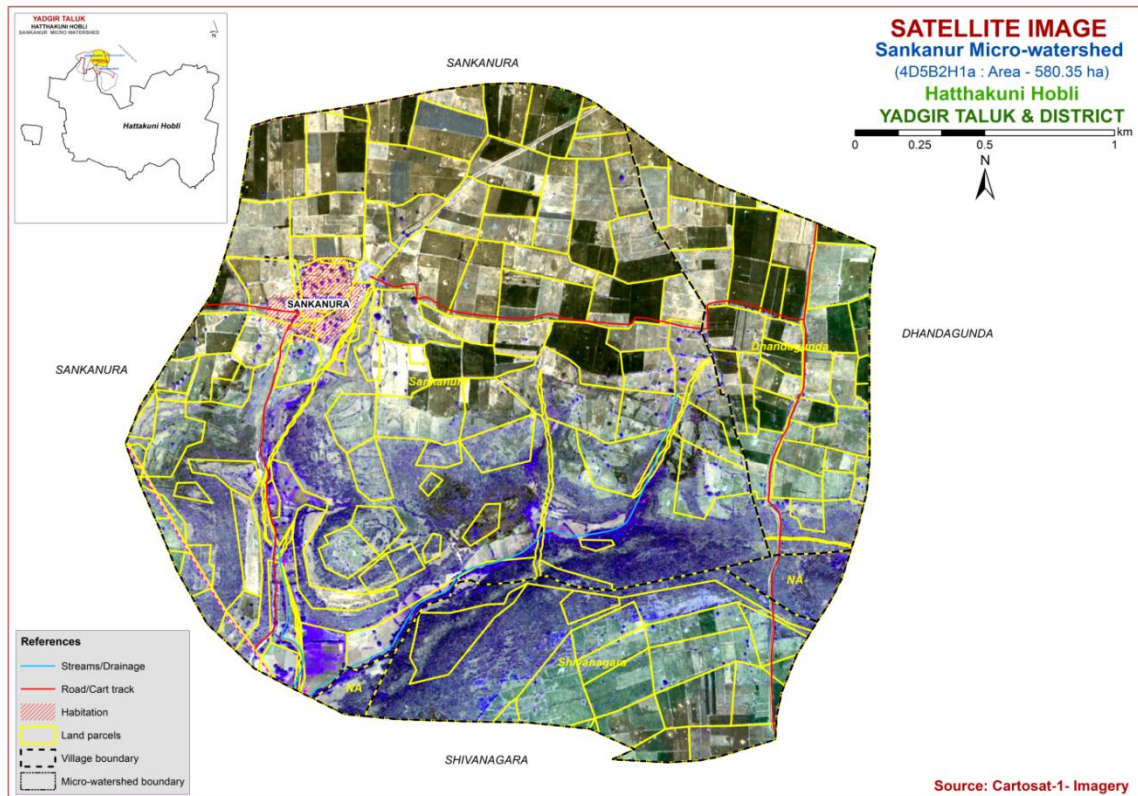 YADGIR TALUK
HATTHAKUNI HOBLI
SANKANUR MICRO WATERSHED
N
Hattakuni Hobli
SATELLITE IMAGE
Sankanur Micro-watershed
(4D5B2H1a : Area - 580.35 ha)
Hatthakuni Hobli
YADGIR TALUK & DISTRICT
km
0 0.25 0.5 1
N
SANKANURA
SANKANURA
DHANDAGUNDA
Dhandagunda
SANKANURA
Sankanura
NA
Shivanagara
NA
SHIVANAGARA
References
Streams/Drainage
Road/Cart track
Habitation
Land parcels
Village boundary
Micro-watershed boundary
Source: Cartosat-1- Imagery